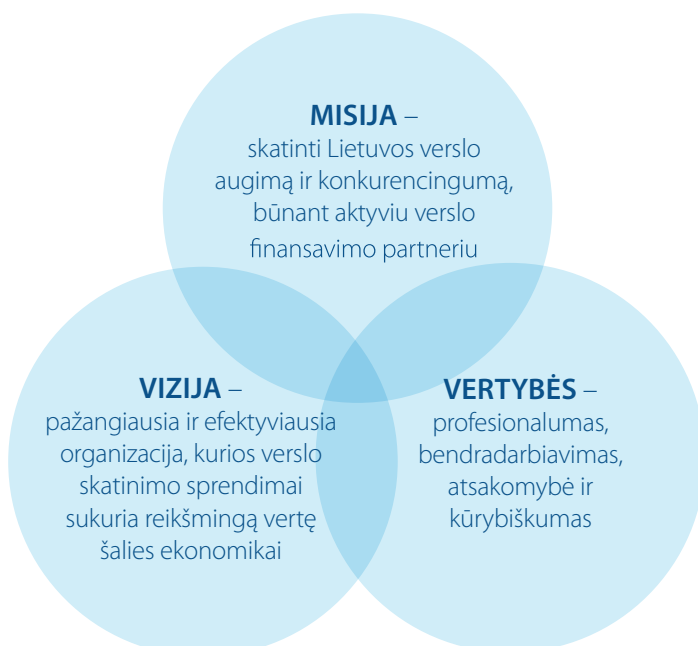 MISIJA –
skatinti Lietuvos verslo
augimą ir konkurencingumą,
būnant aktyviu verslo
finansavimo partneriu
VIZIJA –
pažangiausia ir efektyviausia
organizacija, kurios verslo
skatinimo sprendimai
sukuria reikšmingą vertę
šalies ekonomikai
VERTYBĖS –
profesionalumas,
bendradarbiavimas,
atsakomybė ir
kūrybiškumas